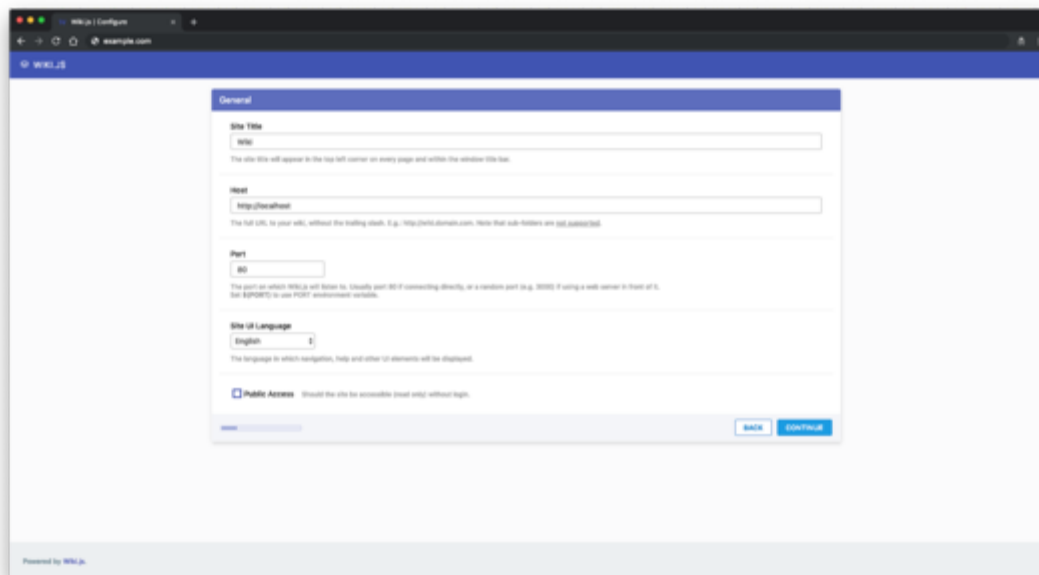 Wiki.js | Configure
example.com
WIKI.JS
General
Site Title
Wiki
The site title will appear in the top left corner on every page and within the window title bar.
Host
http://localhost
The full URL to your wiki, without the trailing slash. E.g.: http://wiki.domain.com. Note that sub-folders are not supported.
Port
80
The port on which Wiki.js will listen to. Usually port 80 if connecting directly, or a random port (e.g. 3000) if using a web server in front of it.
Set $(PORT) to use PORT environment variable.
Site UI Language
English
The language in which navigation, help and other UI elements will be displayed.
Public Access Should the site be accessible (read only) without login.
BACK CONTINUE
Powered by Wiki.js.